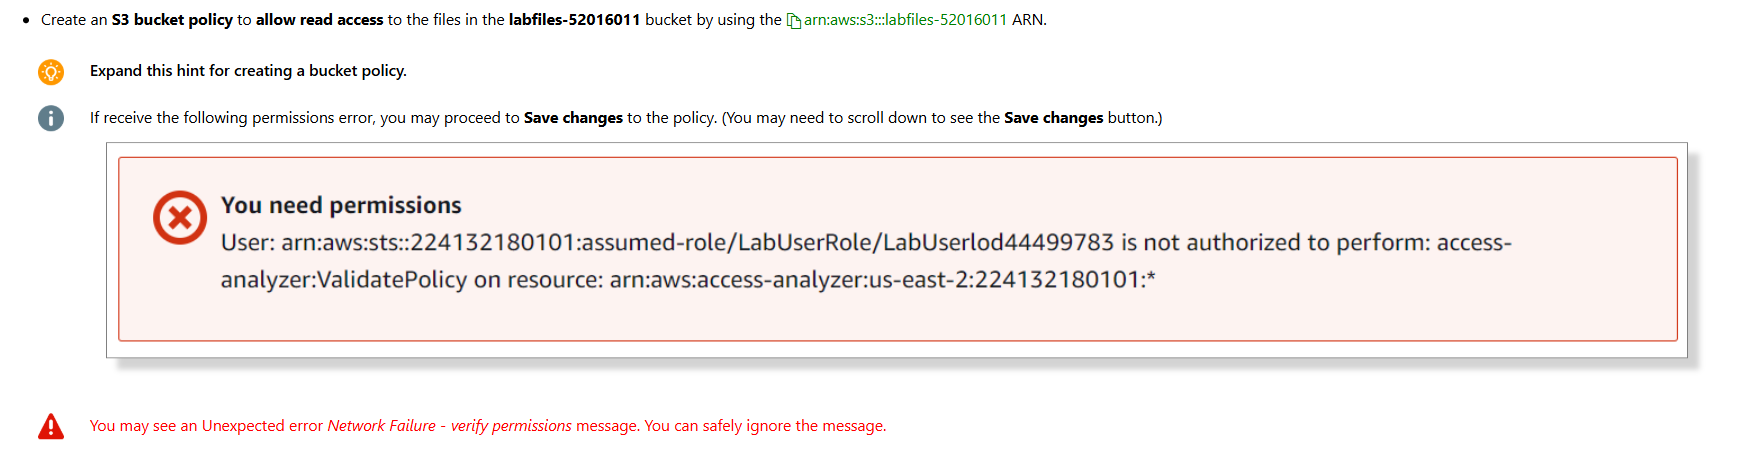 Create an S3 bucket policy to allow read access to the files in the labfiles-52016011 bucket by using the arn:aws:s3:::labfiles-52016011 ARN.
Expand this hint for creating a bucket policy.
If receive the following permissions error, you may proceed to Save changes to the policy. (You may need to scroll down to see the Save changes button.)
You need permissions
User: arn:aws:sts::224132180101:assumed-role/LabUserRole/LabUserlod44499783 is not authorized to perform: access-
analyzer:ValidatePolicy on resource: arn:aws:access-analyzer:us-east-2:224132180101:*
You may see an Unexpected error Network Failure - verify permissions message. You can safely ignore the message.